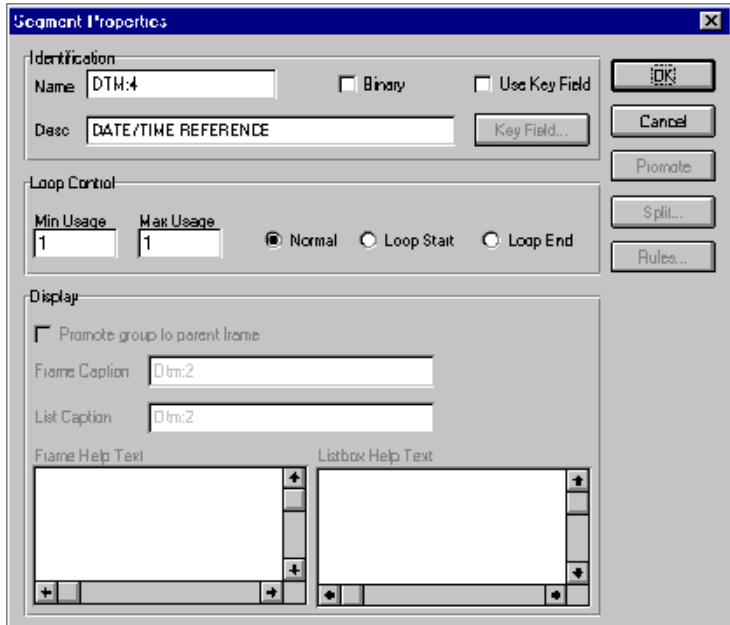 Segment Properties
Identification
Name DTM:4 Binary Use Key Field
Desc DATE/TIME REFERENCE Key Field...
OK
Cancel
Promote
Split...
Rules...
Loop Control
Min Usage Max Usage
1 1 Normal Loop Start Loop End
Display
Promote group to parent frame
Frame Caption Dtm:2
List Caption Dtm:2
Frame Help Text Listbox Help Text